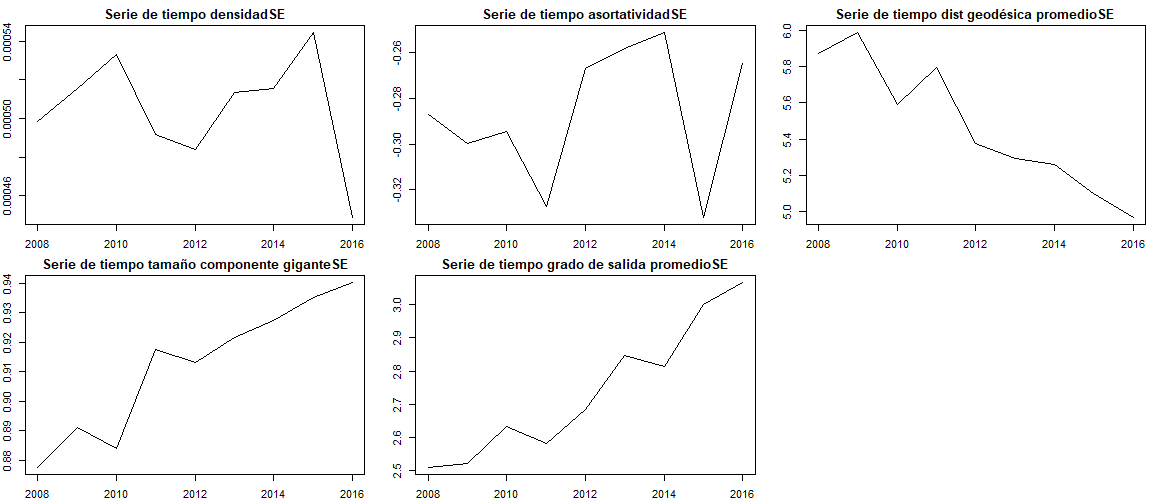 Serie de tiempo densidadSE
0.00054
0.00050
0.00046
2008 2010 2012 2014 2016
Serie de tiempo asortatividadSE
-0.26
-0.28
-0.30
-0.32
2008 2010 2012 2014 2016
Serie de tiempo dist geodésica promedioSE
6.0
5.8
5.6
5.4
5.2
5.0
2008 2010 2012 2014 2016
Serie de tiempo tamaño componente giganteSE
0.94
0.93
0.92
0.91
0.90
0.89
0.88
2008 2010 2012 2014 2016
Serie de tiempo grado de salida promedioSE
3.0
2.9
2.8
2.7
2.6
2.5
2008 2010 2012 2014 2016